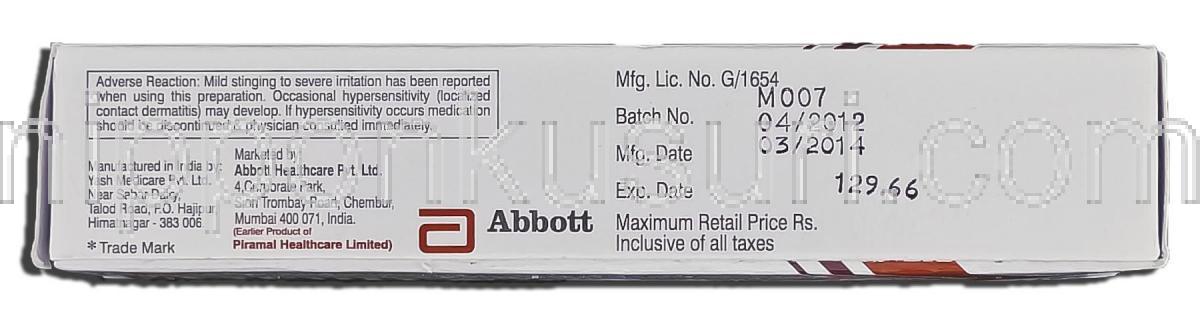 Adverse Reaction: Mild stinging to severe irritation has been reported
when using this preparation. Occasional hypersensitivity (localized
contact dermatitis) may develop. If hypersensitivity occurs medication
should be discontinued & physician consulted immediately.
Manufactured in India by:
Yash Medicare Pvt. Ltd.
Near Sabar Dairy,
Talod Road, P.O. Hajipur,
Himatnagar - 383 006
* Trade Mark
Marketed by
Abbott Healthcare Pvt. Ltd.
4, Corporate Park,
Sion Trombay Road, Chembur,
Mumbai 400 071, India.
(Earlier Product of
Piramal Healthcare Limited)
Abbott
Mfg. Lic. No. G/1654
M007
Batch No.
04/2012
Mfg. Date
03/2014
Exp. Date
129.66
Maximum Retail Price Rs.
Inclusive of all taxes
nipponkusuri.com